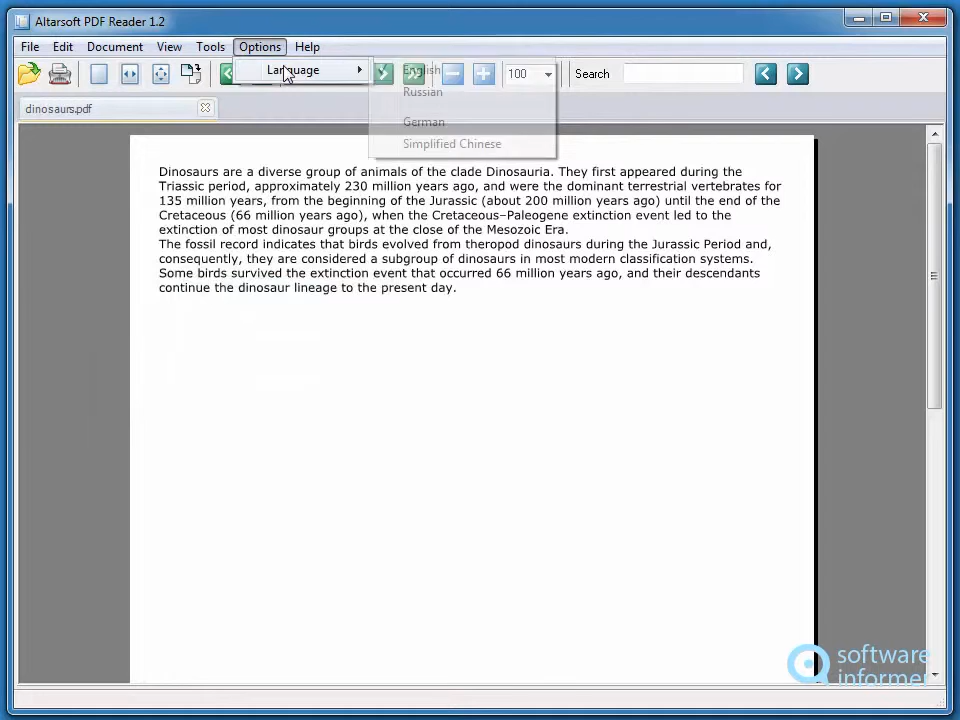 Altarsoft PDF Reader 1.2
File Edit Document View Tools Options Help
Language
English
Russian
German
Simplified Chinese
100
Search
dinosaurs.pdf
Dinosaurs are a diverse group of animals of the clade Dinosauria. They first appeared during the
Triassic period, approximately 230 million years ago, and were the dominant terrestrial vertebrates for
135 million years, from the beginning of the Jurassic (about 200 million years ago) until the end of the
Cretaceous (66 million years ago), when the Cretaceous–Paleogene extinction event led to the
extinction of most dinosaur groups at the close of the Mesozoic Era.
The fossil record indicates that birds evolved from theropod dinosaurs during the Jurassic Period and,
consequently, they are considered a subgroup of dinosaurs in most modern classification systems.
Some birds survived the extinction event that occurred 66 million years ago, and their descendants
continue the dinosaur lineage to the present day.
software
informer